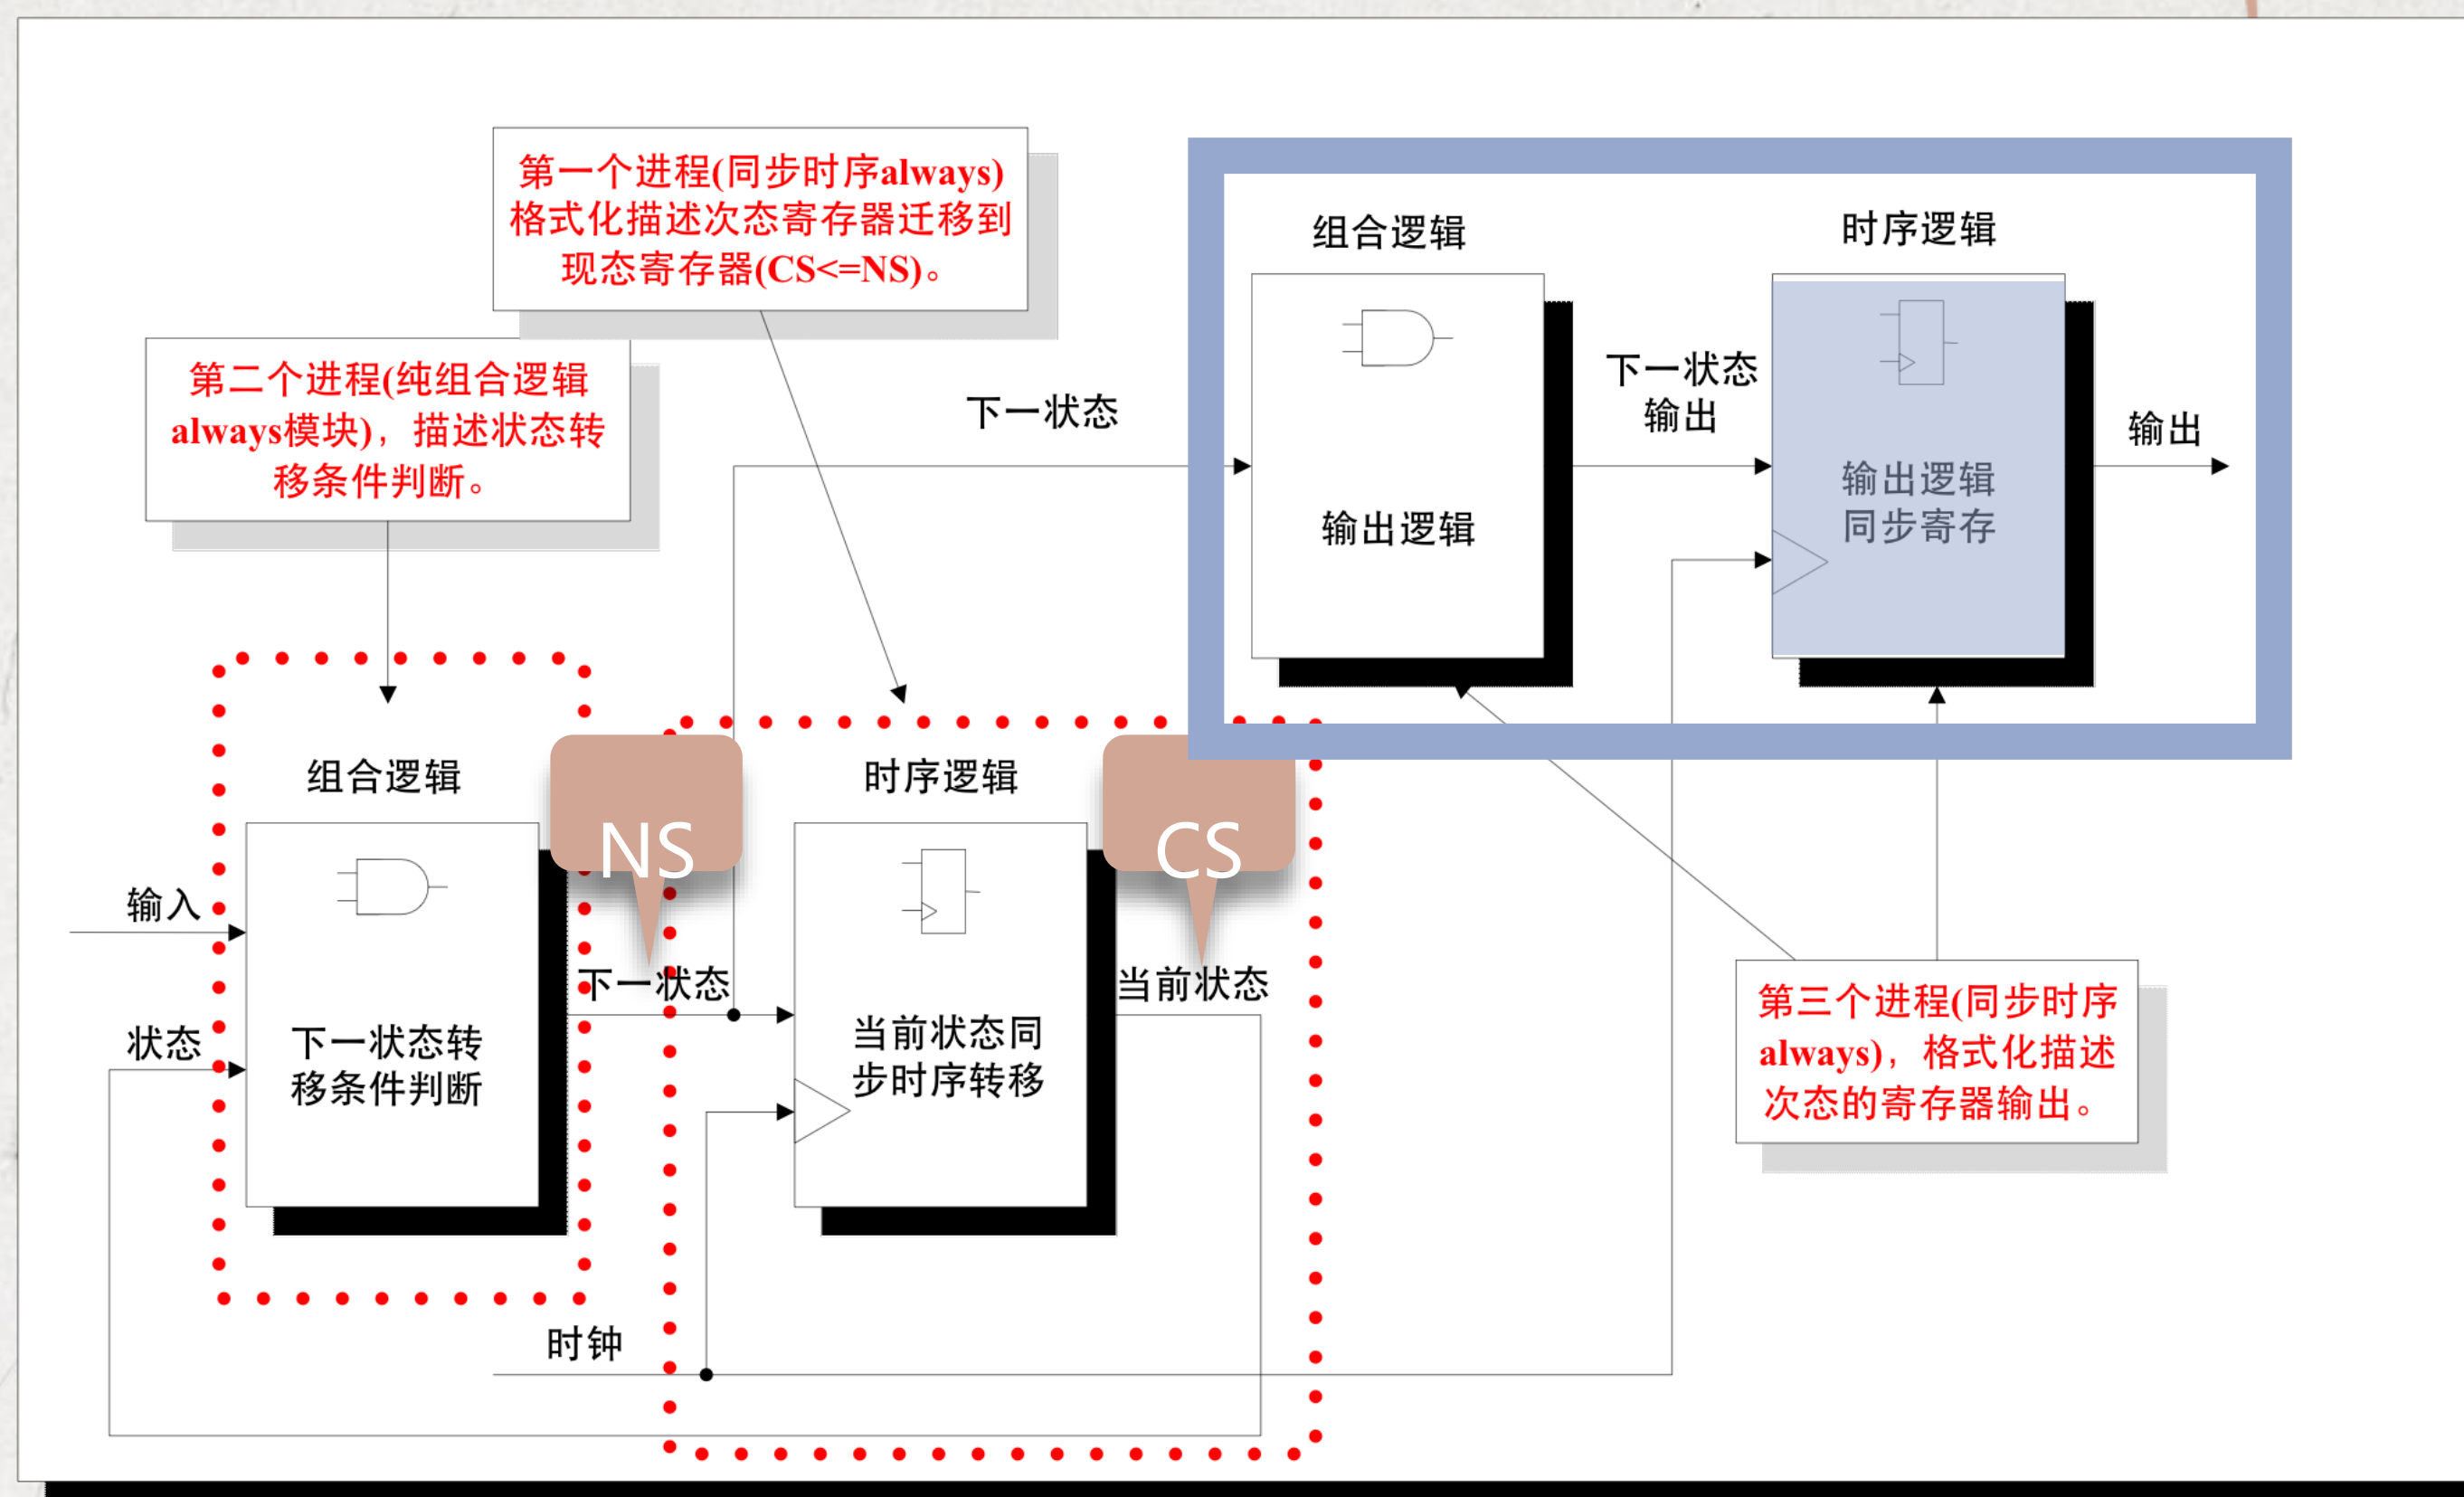 第一个进程(同步时序always)
格式化描述次态寄存器迁移到
现态寄存器(CS<=NS)。
第二个进程(纯组合逻辑
always模块)，描述状态转
移条件判断。
组合逻辑
时序逻辑
下一状态
下一状态
输出
输出
输出逻辑
输出逻辑
同步寄存
组合逻辑
NS
时序逻辑
CS
输入
状态
下一状态转
移条件判断
下一状态
当前状态同
步时序转移
当前状态
第三个进程(同步时序
always)，格式化描述
次态的寄存器输出。
时钟